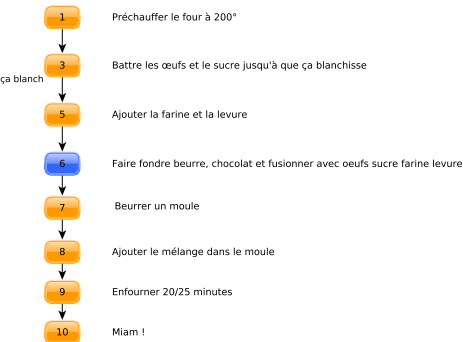 1 Préchauffer le four à 200°
3 Battre les œufs et le sucre jusqu'à que ça blanchisse
ça blanch
5 Ajouter la farine et la levure
6 Faire fondre beurre, chocolat et fusionner avec oeufs sucre farine levure
7 Beurrer un moule
8 Ajouter le mélange dans le moule
9 Enfourner 20/25 minutes
10 Miam !